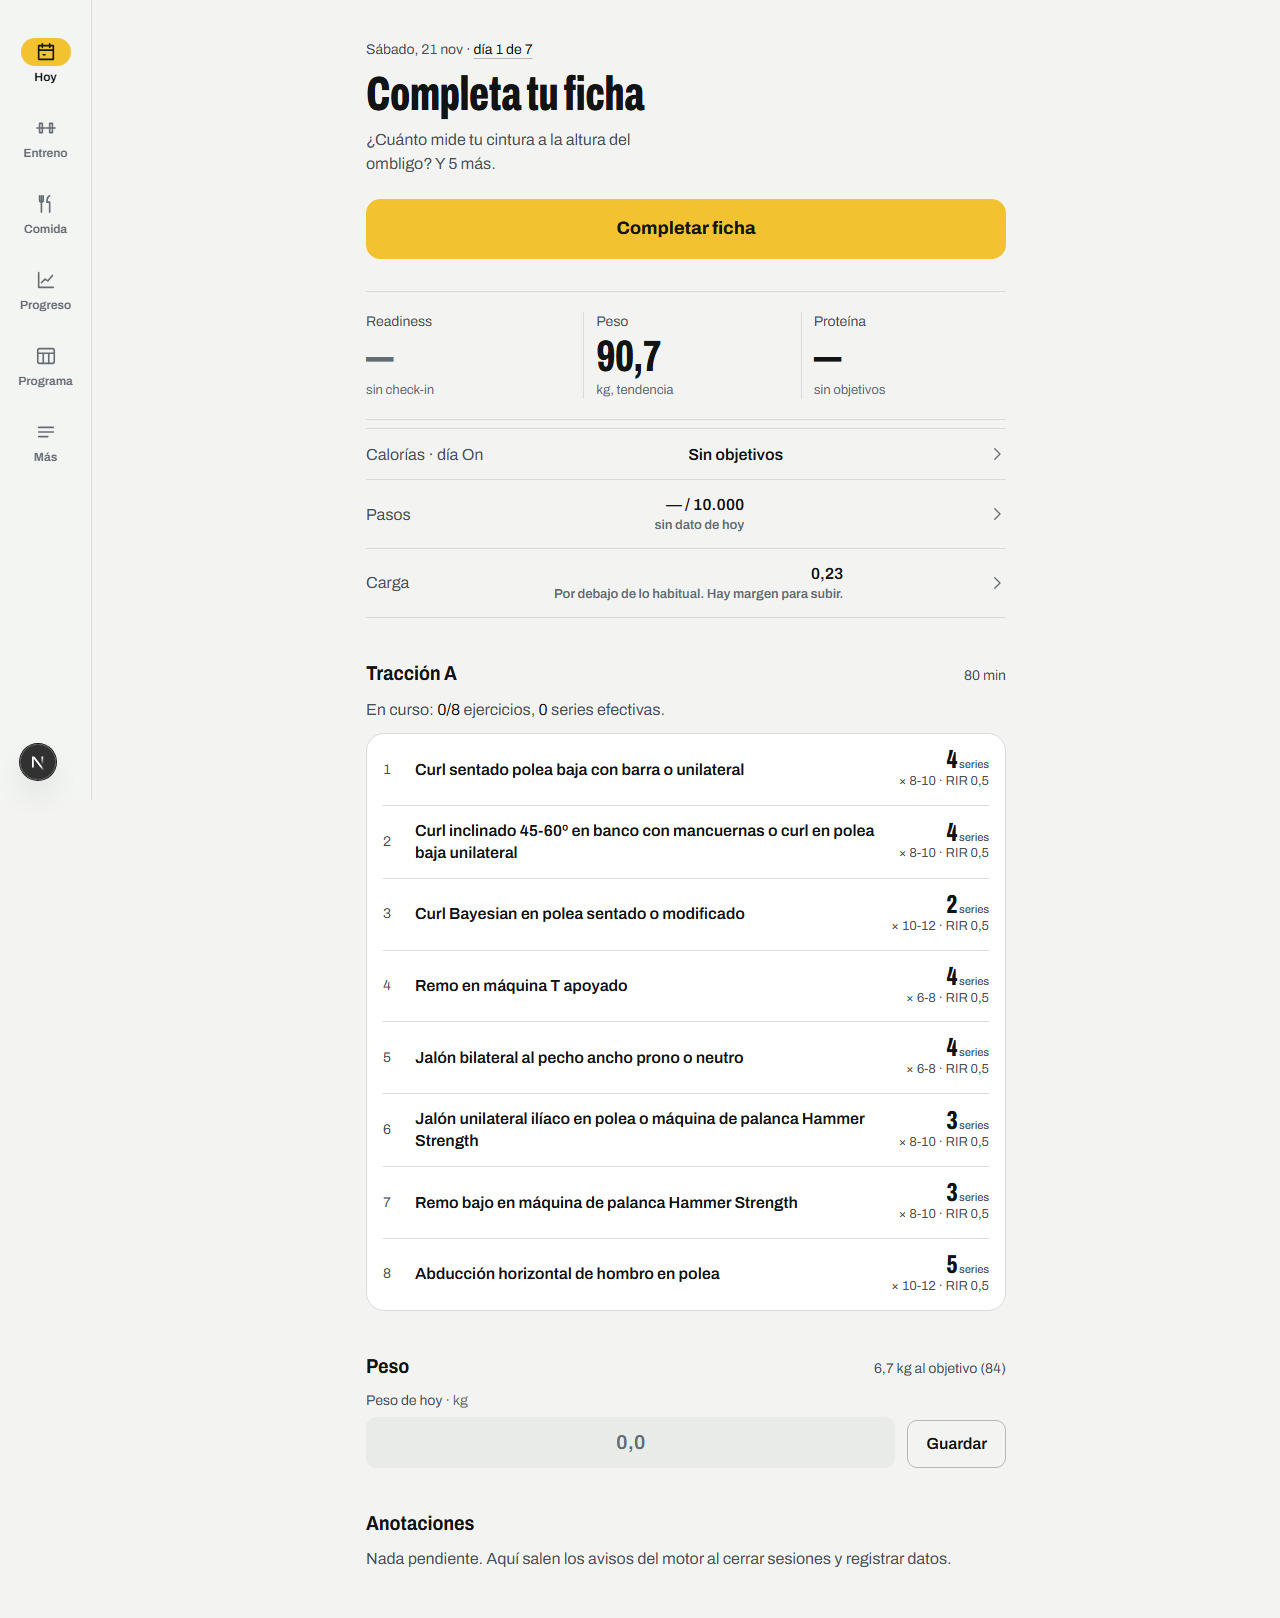 Hoy
Entreno
Comida
Progreso
Programa
Más
N
Sábado, 21 nov · día 1 de 7
Completa tu ficha
¿Cuánto mide tu cintura a la altura del
ombligo? Y 5 más.
Completar ficha
Readiness
—
sin check-in
Peso
90,7
kg, tendencia
Proteína
—
sin objetivos
Calorías · día On
Sin objetivos
Pasos
— / 10.000
sin dato de hoy
Carga
0,23
Por debajo de lo habitual. Hay margen para subir.
Tracción A
80 min
En curso: 0/8 ejercicios, 0 series efectivas.
1 Curl sentado polea baja con barra o unilateral
4 series
× 8-10 · RIR 0,5
2 Curl inclinado 45-60º en banco con mancuernas o curl en polea
baja unilateral
4 series
× 8-10 · RIR 0,5
3 Curl Bayesian en polea sentado o modificado
2 series
× 10-12 · RIR 0,5
4 Remo en máquina T apoyado
4 series
× 6-8 · RIR 0,5
5 Jalón bilateral al pecho ancho prono o neutro
4 series
× 6-8 · RIR 0,5
6 Jalón unilateral ilíaco en polea o máquina de palanca Hammer
Strength
3 series
× 8-10 · RIR 0,5
7 Remo bajo en máquina de palanca Hammer Strength
3 series
× 8-10 · RIR 0,5
8 Abducción horizontal de hombro en polea
5 series
× 10-12 · RIR 0,5
Peso
6,7 kg al objetivo (84)
Peso de hoy · kg
0,0
Guardar
Anotaciones
Nada pendiente. Aquí salen los avisos del motor al cerrar sesiones y registrar datos.